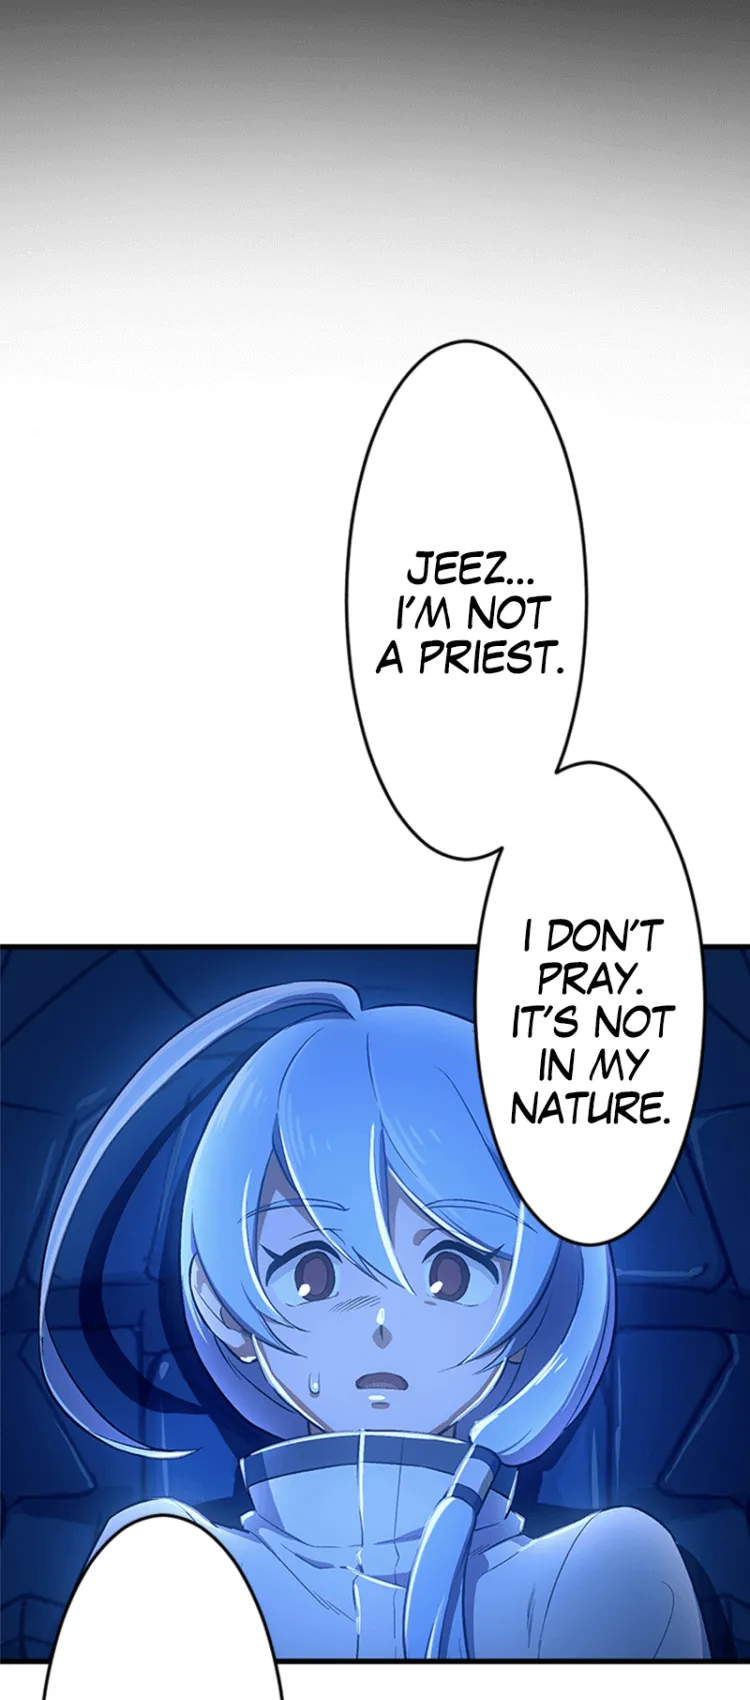 JEEZ...
I'M NOT
A PRIEST.
I DON'T
PRAY.
IT'S NOT
IN MY
NATURE.